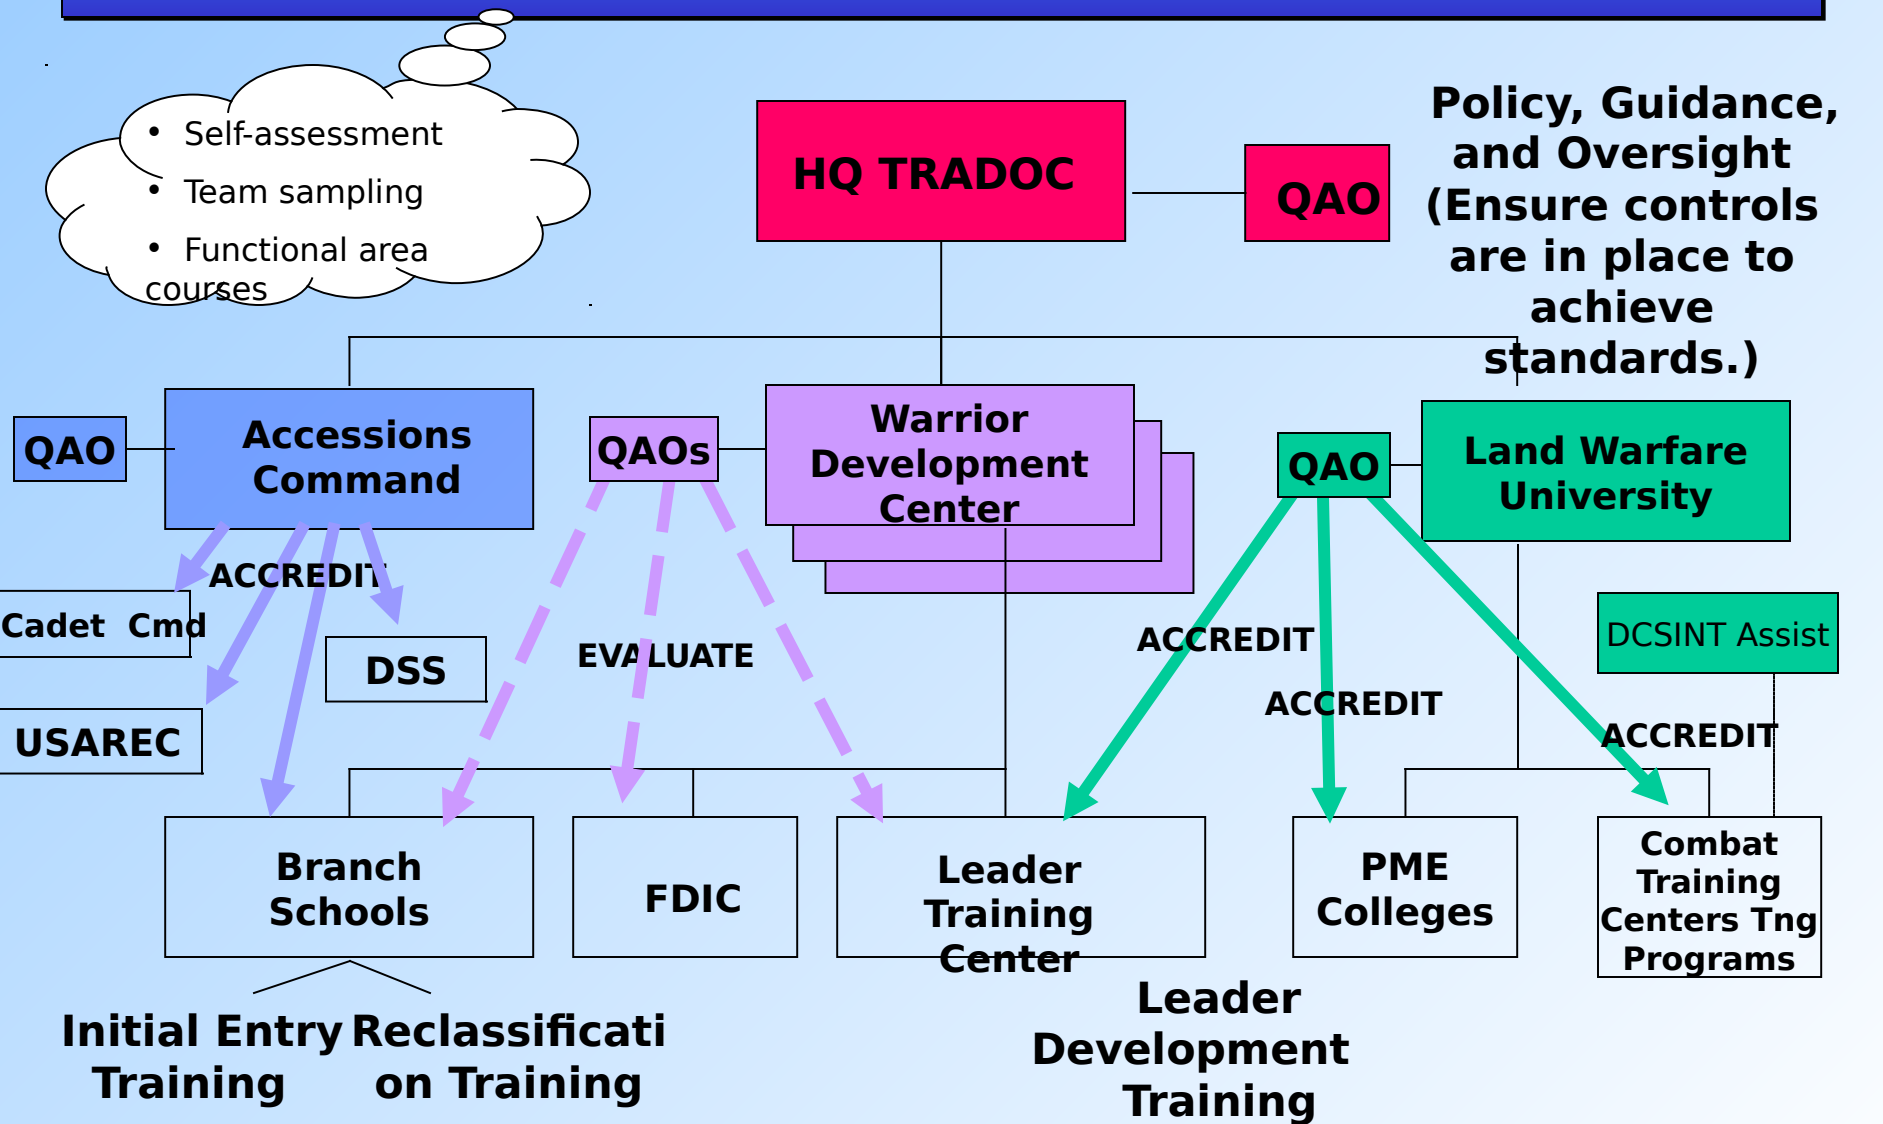 • Self-assessment
• Team sampling
• Functional area
courses
HQ TRADOC
QAO
Policy, Guidance,
and Oversight
(Ensure controls
are in place to
achieve
standards.)
QAO
Accessions
Command
QAOs
Warrior
Development
Center
QAO
Land Warfare
University
ACCREDIT
Cadet Cmd
DSS
USAREC
EVALUATE
ACCREDIT
ACCREDIT
ACCREDIT
DCSINT Assist
Branch
Schools
FDIC
Leader
Training
Center
PME
Colleges
Combat
Training
Centers Tng
Programs
Initial Entry
Training
Reclassificati
on Training
Leader
Development
Training